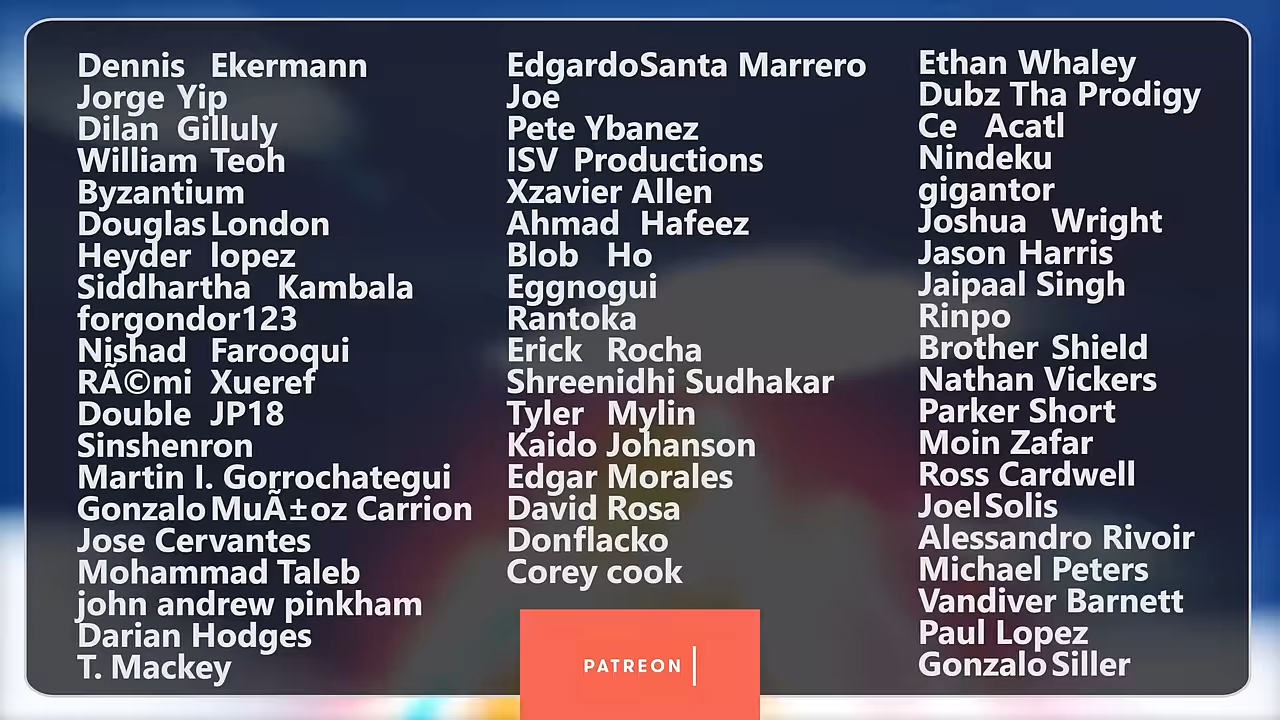 Dennis Ekermann
Jorge Yip
Dilan Gilluly
William Teoh
Byzantium
Douglas London
Heyder lopez
Siddhartha Kambala
forgondor123
Nishad Farooqui
RÃ©mi Xueref
Double JP18
Sinshenron
Martin I. Gorrochategui
Gonzalo MuÃ±oz Carrion
Jose Cervantes
Mohammad Taleb
john andrew pinkham
Darian Hodges
T. Mackey
EdgardoSanta Marrero
Joe
Pete Ybanez
ISV Productions
Xzavier Allen
Ahmad Hafeez
Blob Ho
Eggnogui
Rantoka
Erick Rocha
Shreenidhi Sudhakar
Tyler Mylin
Kaido Johanson
Edgar Morales
David Rosa
Donflacko
Corey cook
Ethan Whaley
Dubz Tha Prodigy
Ce Acatl
Nindeku
gigantor
Joshua Wright
Jason Harris
Jaipaal Singh
Rinpo
Brother Shield
Nathan Vickers
Parker Short
Moin Zafar
Ross Cardwell
Joel Solis
Alessandro Rivoir
Michael Peters
Vandiver Barnett
Paul Lopez
Gonzalo Siller
PATREON